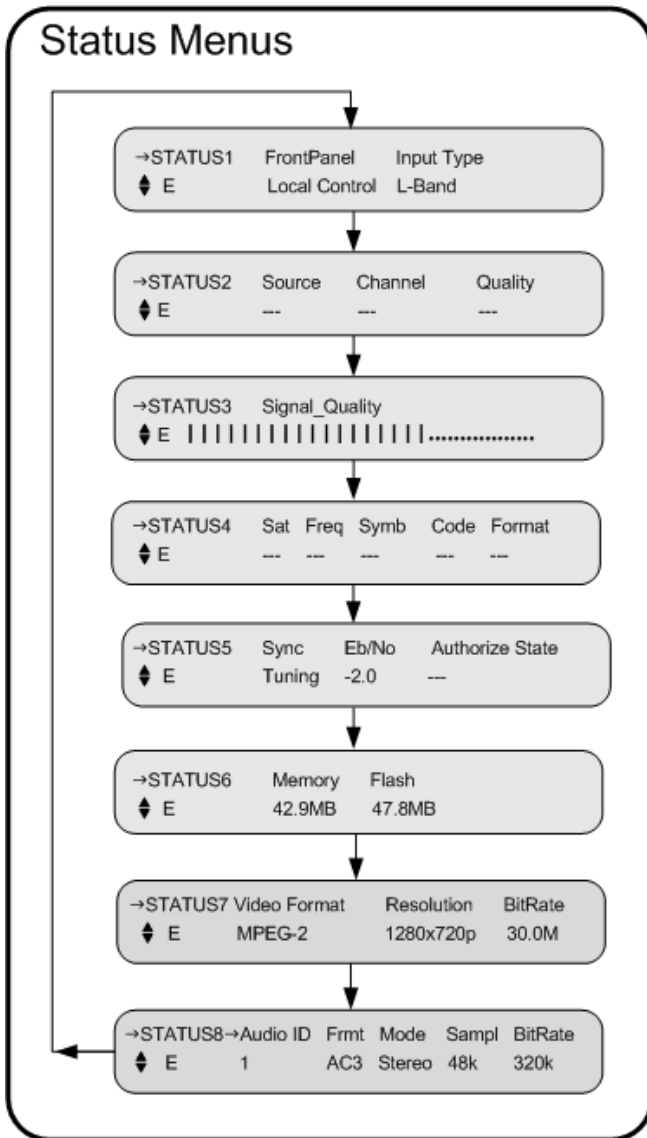 Status Menus
→STATUS1 FrontPanel Input Type
E Local Control L-Band
→STATUS2 Source Channel Quality
E --- --- ---
→STATUS3 Signal_Quality
E ||||||||||||||||||.................
→STATUS4 Sat Freq Symb Code Format
E --- --- --- --- ---
→STATUS5 Sync Eb/No Authorize State
E Tuning -2.0 ---
→STATUS6 Memory Flash
E 42.9MB 47.8MB
→STATUS7 Video Format Resolution BitRate
E MPEG-2 1280x720p 30.0M
→STATUS8→Audio ID Frmt Mode Sampl BitRate
E 1 AC3 Stereo 48k 320k